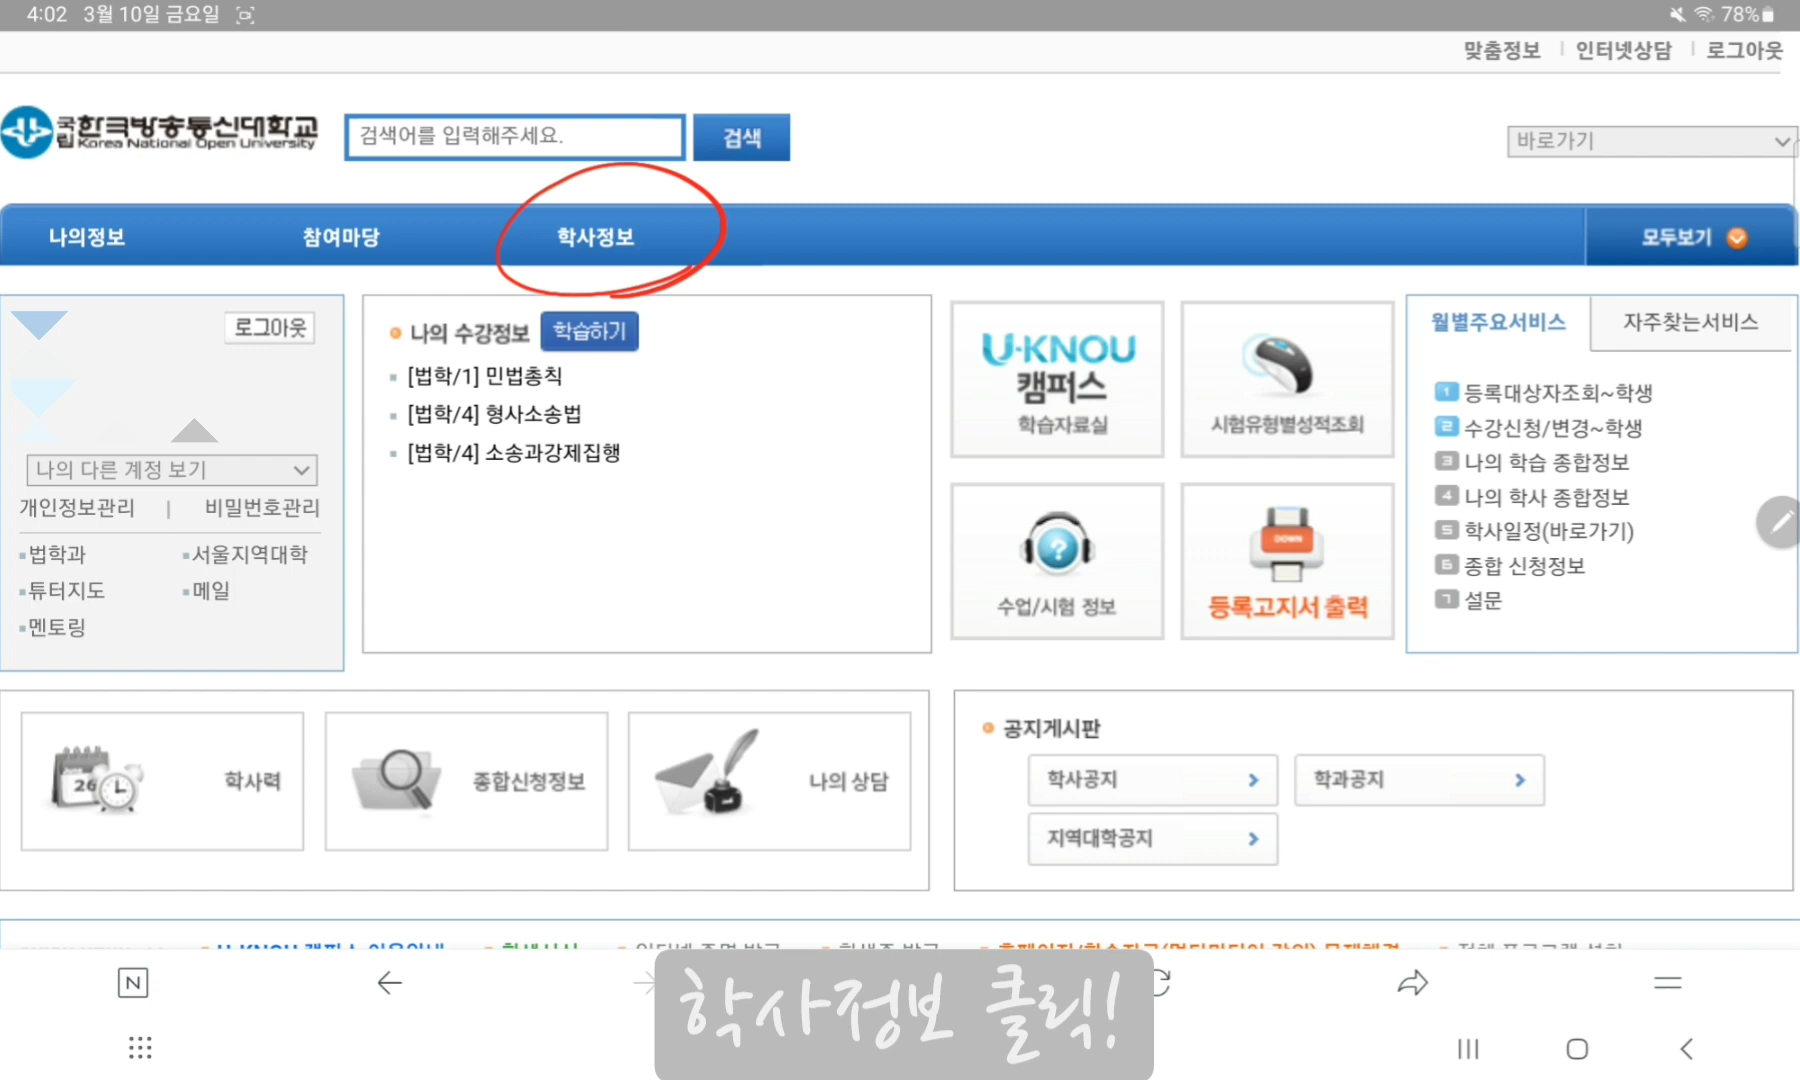 4:02 3월 10일 금요일
78%
맞춤정보 | 인터넷상담 | 로그아웃
국립 한국방송통신대학교
Korea National Open University
검색어를 입력해주세요.
검색
바로가기
나의정보
참여마당
학사정보
모두보기
로그아웃
나의 다른 계정 보기
개인정보관리 | 비밀번호관리
법학과
서울지역대학
튜터지도
메일
멘토링
나의 수강정보
학습하기
[법학/1] 민법총칙
[법학/4] 형사소송법
[법학/4] 소송과강제집행
U-KNOU
캠퍼스
학습자료실
시험유형별성적조회
?
수업/시험 정보
DOWN
등록고지서 출력
월별주요서비스
자주찾는서비스
1 등록대상자조회~학생
2 수강신청/변경~학생
3 나의 학습 종합정보
4 나의 학사 종합정보
5 학사일정(바로가기)
6 종합 신청정보
7 설문
26
학사력
종합신청정보
나의 상담
공지게시판
학사공지
학과공지
지역대학공지
N
학사정보 클릭!